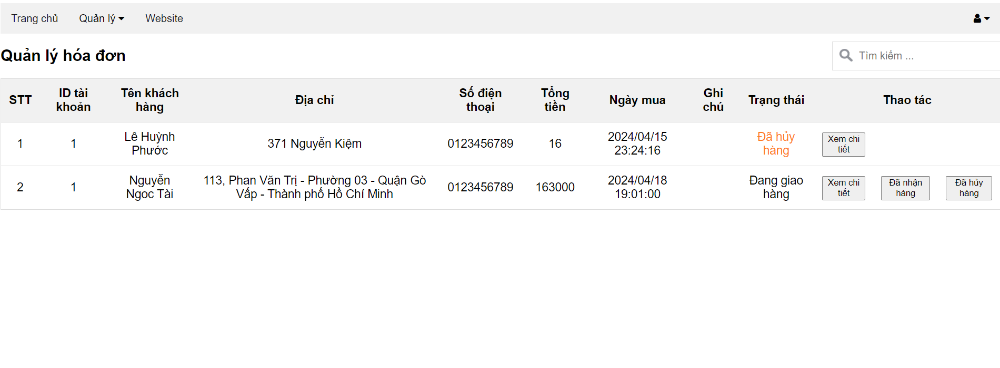 Trang chủ Quản lý Website
Quản lý hóa đơn
Tìm kiếm ...
STT ID tài khoản Tên khách hàng Địa chỉ Số điện thoại Tổng tiền Ngày mua Ghi chú Trạng thái Thao tác
1 1 Lê Huỳnh Phước 371 Nguyễn Kiệm 0123456789 16 2024/04/15 23:24:16 Đã hủy hàng Xem chi tiết
2 1 Nguyễn Ngoc Tài 113, Phan Văn Trị - Phường 03 - Quận Gò Vấp - Thành phố Hồ Chí Minh 0123456789 163000 2024/04/18 19:01:00 Đang giao hàng Xem chi tiết Đã nhận hàng Đã hủy hàng